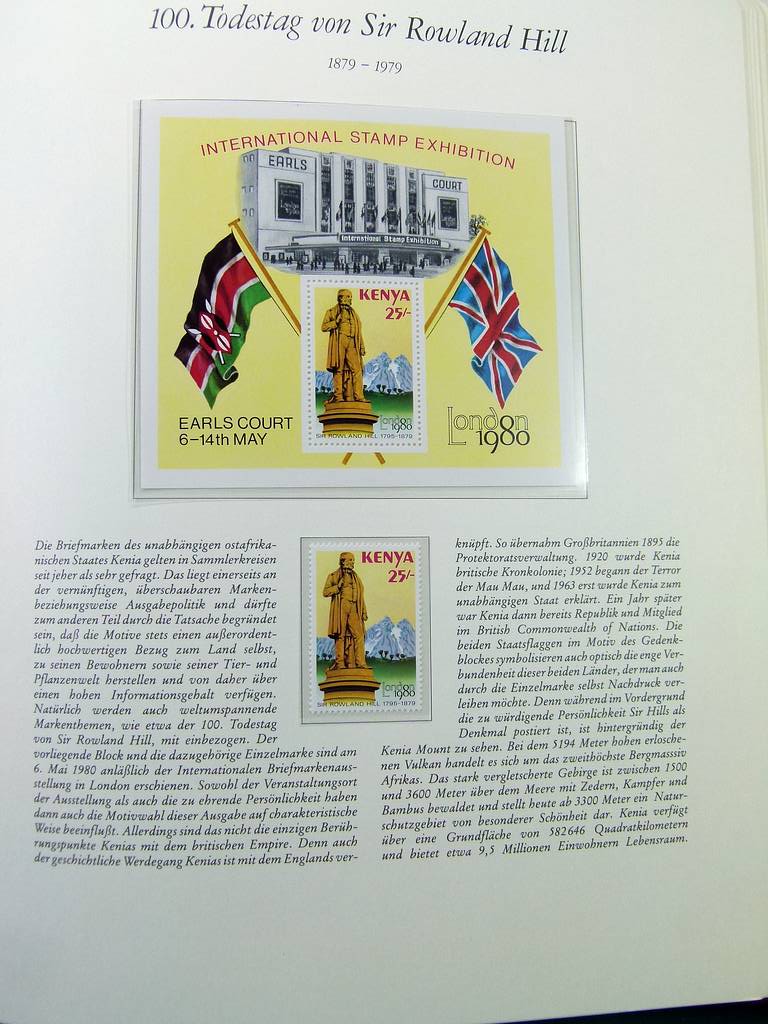 100. Todestag von Sir Rowland Hill
1879 – 1979
INTERNATIONAL STAMP EXHIBITION
EARLS
COURT
International Stamp Exhibition
KENYA
25/-
London
1980
SIR ROWLAND HILL 1795-1879
EARLS COURT
6–14th MAY
London
1980
Die Briefmarken des unabhängigen ostafrika-
nischen Staates Kenia gelten in Sammlerkreisen
seit jeher als sehr gefragt. Das liegt einerseits an
der vernünftigen, überschaubaren Marken-
beziehungsweise Ausgabepolitik und dürfte
zum anderen Teil durch die Tatsache begründet
sein, daß die Motive stets einen außerordent-
lich hochwertigen Bezug zum Land selbst,
zu seinen Bewohnern sowie seiner Tier- und
Pflanzenwelt herstellen und von daher über
einen hohen Informationsgehalt verfügen.
Natürlich werden auch weltumspannende
Markenthemen, wie etwa der 100. Todestag
von Sir Rowland Hill, mit einbezogen. Der
vorliegende Block und die dazugehörige Einzelmarke sind am
6. Mai 1980 anläßlich der Internationalen Briefmarkenaus-
stellung in London erschienen. Sowohl der Veranstaltungsort
der Ausstellung als auch die zu ehrende Persönlichkeit haben
dann auch die Motivwahl dieser Ausgabe auf charakteristische
Weise beeinflußt. Allerdings sind das nicht die einzigen Berüh-
rungspunkte Kenias mit dem britischen Empire. Denn auch
der geschichtliche Werdegang Kenias ist mit dem Englands ver-
KENYA
25/-
London
1980
SIR ROWLAND HILL 1795-1879
knüpft. So übernahm Großbritannien 1895 die
Protektoratsverwaltung. 1920 wurde Kenia
britische Kronkolonie; 1952 begann der Terror
der Mau Mau, und 1963 erst wurde Kenia zum
unabhängigen Staat erklärt. Ein Jahr später
war Kenia dann bereits Republik und Mitglied
im British Commonwealth of Nations. Die
beiden Staatsflaggen im Motiv des Gedenk-
blockes symbolisieren auch optisch die enge Ver-
bundenheit dieser beiden Länder, der man auch
durch die Einzelmarke selbst Nachdruck ver-
leihen möchte. Denn während im Vordergrund
die zu würdigende Persönlichkeit Sir Hills als
Denkmal postiert ist, ist hintergründig der
Kenia Mount zu sehen. Bei dem 5194 Meter hohen erlosche-
nen Vulkan handelt es sich um das zweithöchste Bergmasssiv
Afrikas. Das stark vergletscherte Gebirge ist zwischen 1500
und 3600 Meter über dem Meere mit Zedern, Kampfer und
Bambus bewaldet und stellt heute ab 3300 Meter ein Natur-
schutzgebiet von besonderer Schönheit dar. Kenia verfügt
über eine Grundfläche von 582646 Quadratkilometern
und bietet etwa 9,5 Millionen Einwohnern Lebensraum.